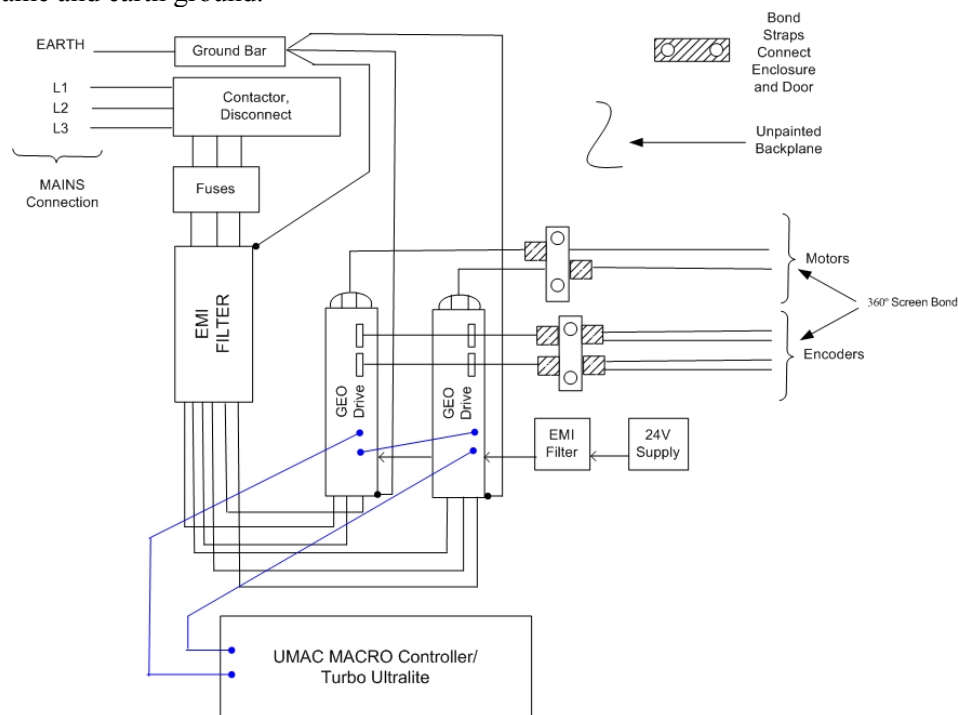 ame and earth ground.
Bond
Straps
Connect
Enclosure
and Door
EARTH
Ground Bar
L1
L2
L3
Contactor,
Disconnect
Unpainted
Backplane
MAINS
Connection
Fuses
EMI
FILTER
Motors
360° Screen Bond
Encoders
GEO
Drive
GEO
Drive
EMI
Filter
24V
Supply
UMAC MACRO Controller/
Turbo Ultralite